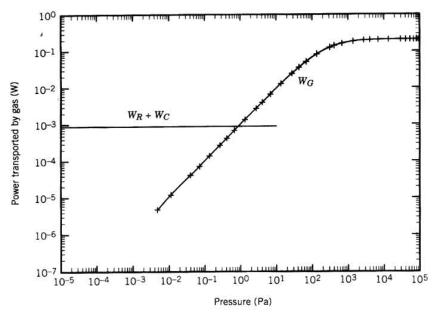 Power transported by gas (W)
10⁰
10⁻¹
10⁻²
10⁻³
10⁻⁴
10⁻⁵
10⁻⁶
10⁻⁷
W_R + W_C
W_G
10⁻⁵ 10⁻⁴ 10⁻³ 10⁻² 10⁻¹ 10⁰ 10¹ 10² 10³ 10⁴ 10⁵
Pressure (Pa)